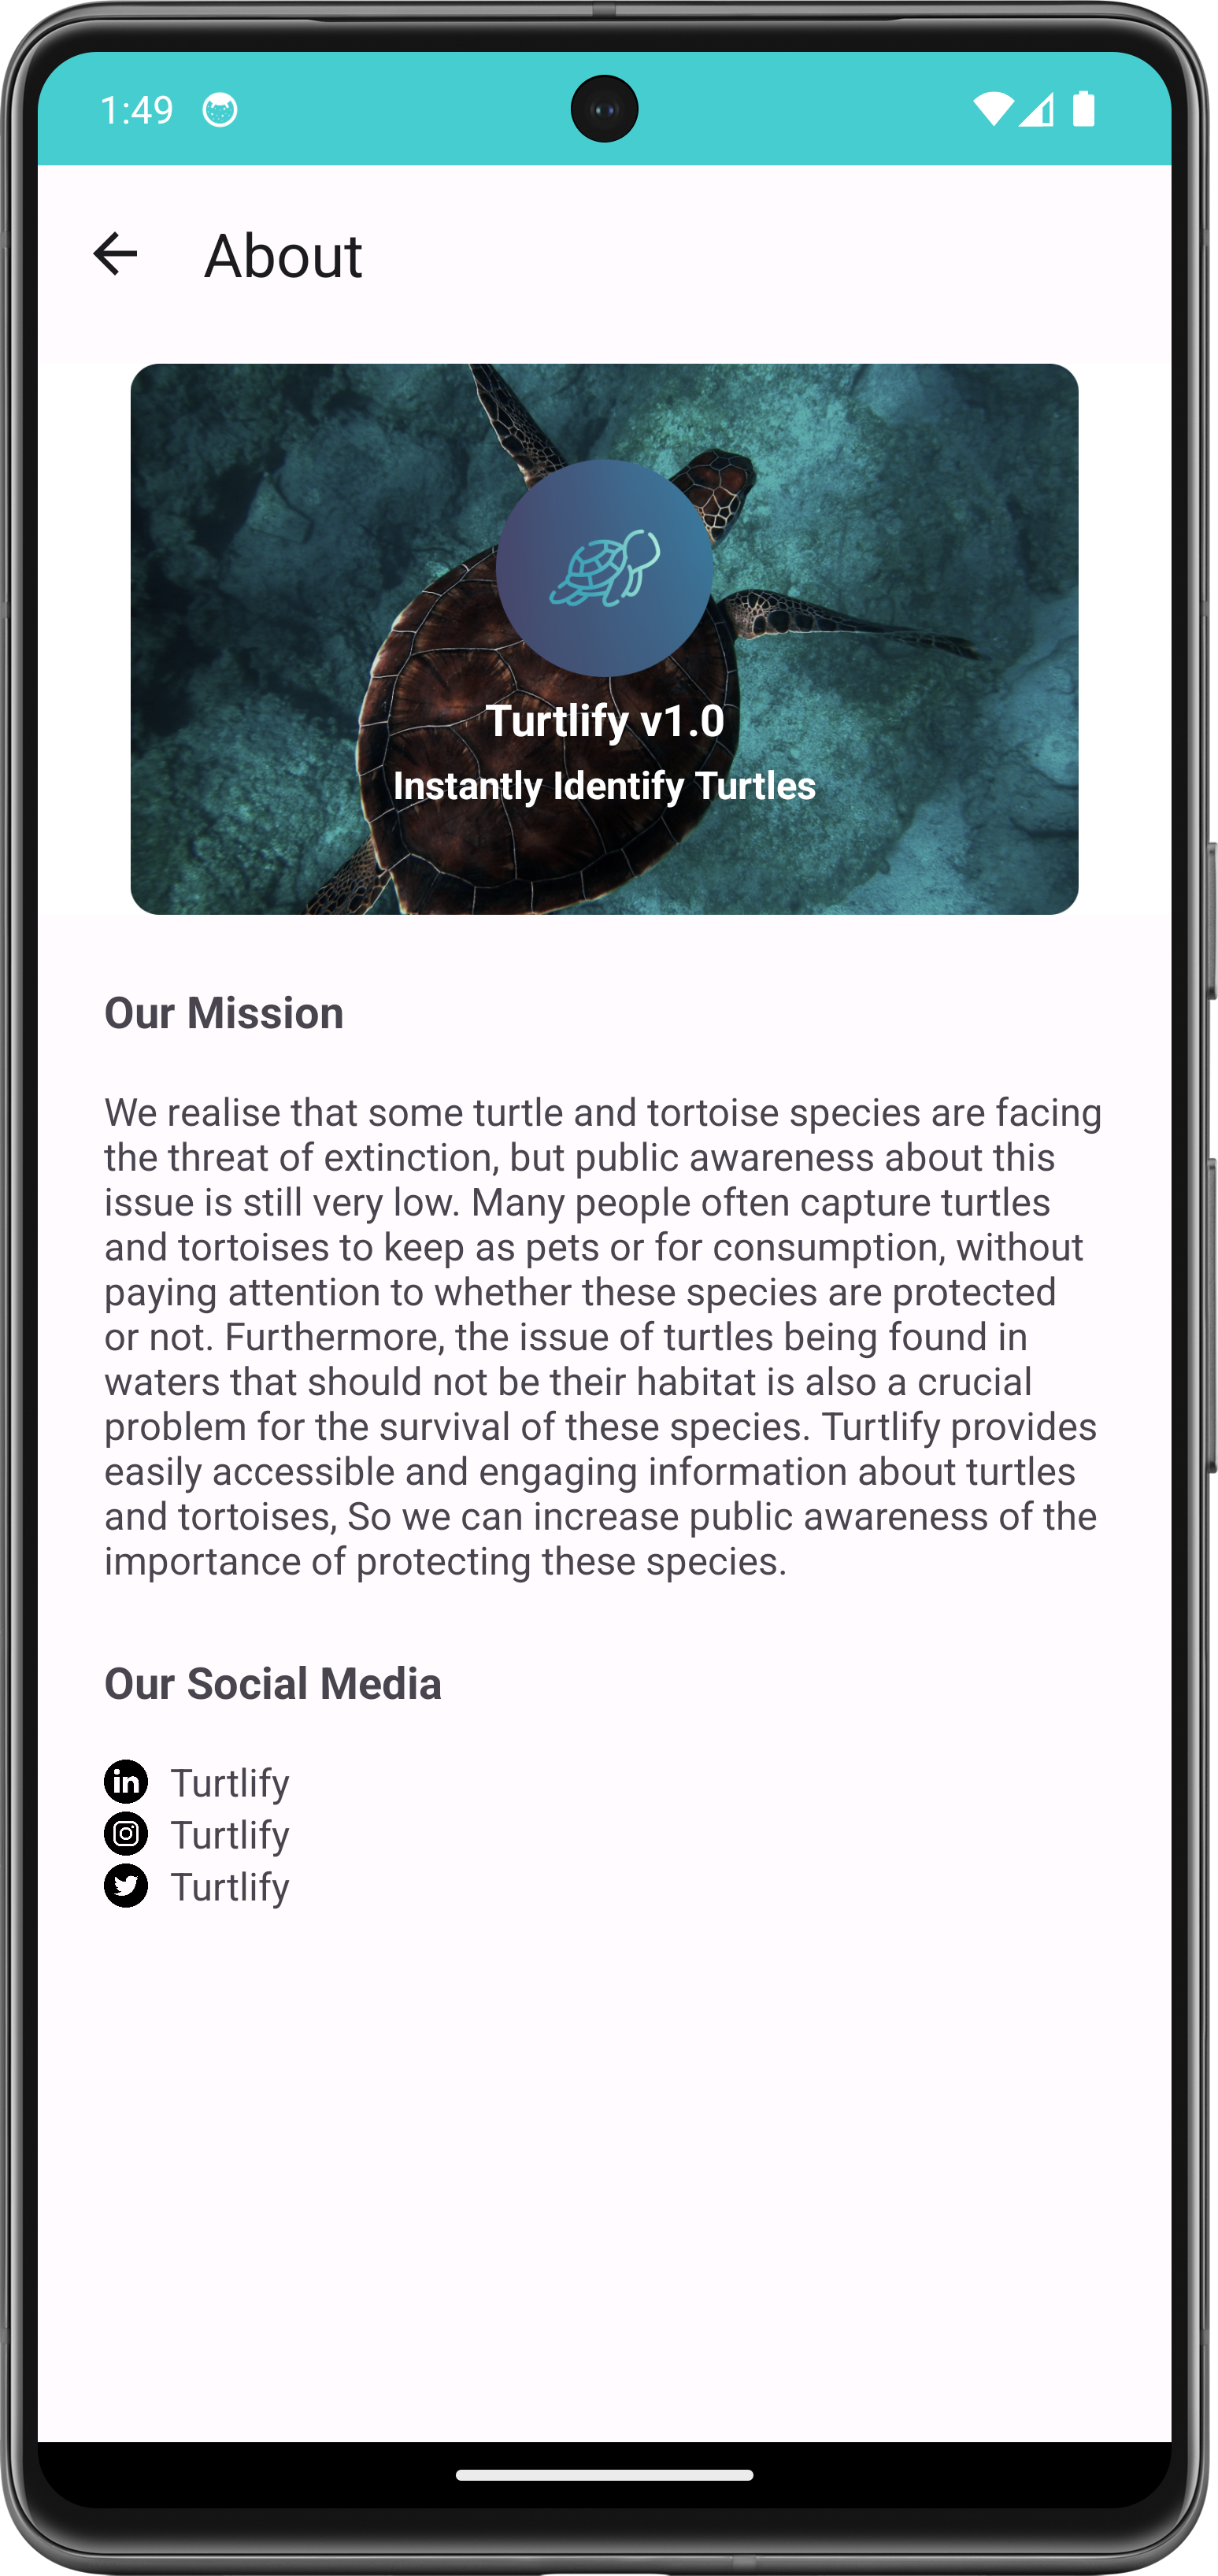 1:49
About
Turtlify v1.0
Instantly Identify Turtles
Our Mission
We realise that some turtle and tortoise species are facing
the threat of extinction, but public awareness about this
issue is still very low. Many people often capture turtles
and tortoises to keep as pets or for consumption, without
paying attention to whether these species are protected
or not. Furthermore, the issue of turtles being found in
waters that should not be their habitat is also a crucial
problem for the survival of these species. Turtlify provides
easily accessible and engaging information about turtles
and tortoises, So we can increase public awareness of the
importance of protecting these species.
Our Social Media
in Turtlify
Turtlify
Turtlify